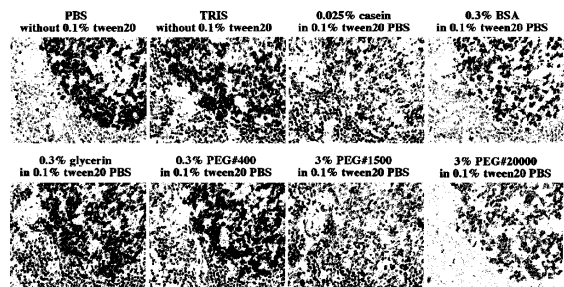 PBS
without 0.1% tween20
TRIS
without 0.1% tween20
0.025% casein
in 0.1% tween20 PBS
0.3% BSA
in 0.1% tween20 PBS
0.3% glycerin
in 0.1% tween20 PBS
0.3% PEG#400
in 0.1% tween20 PBS
3% PEG#1500
in 0.1% tween20 PBS
3% PEG#20000
in 0.1% tween20 PBS